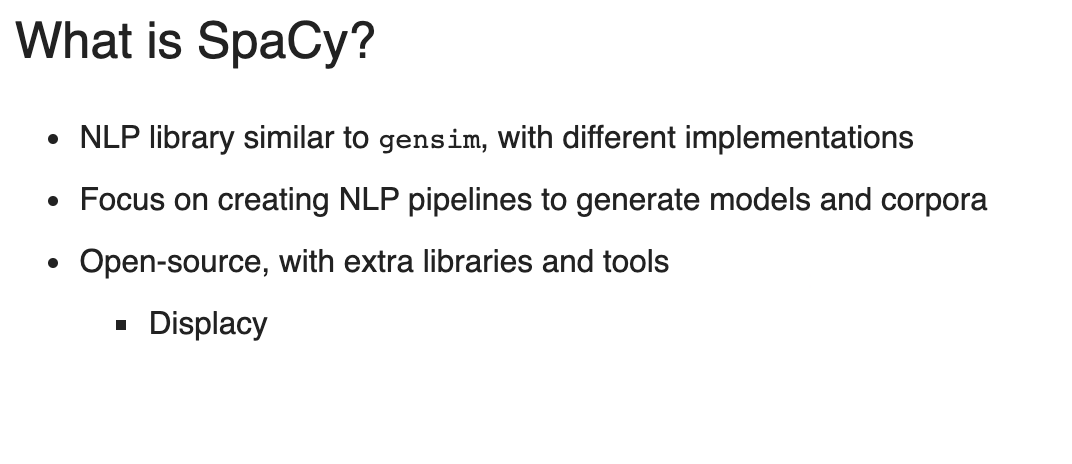 What is SpaCy?
• NLP library similar to gensim, with different implementations
• Focus on creating NLP pipelines to generate models and corpora
• Open-source, with extra libraries and tools
▪ Displacy